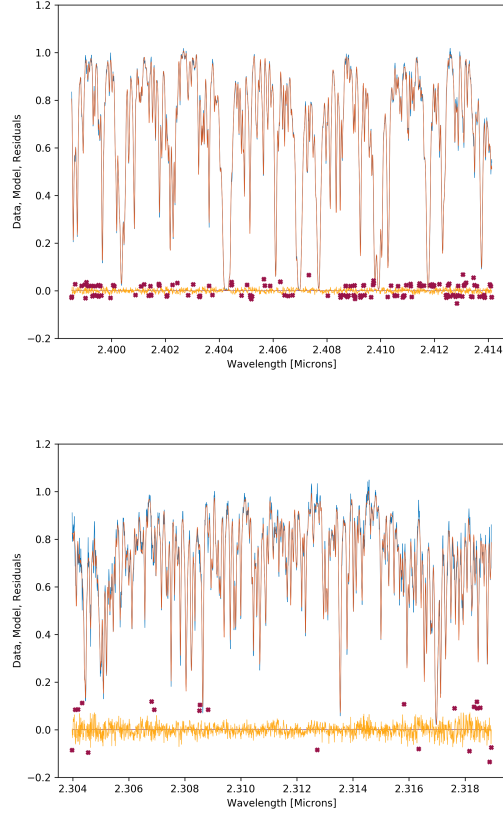 1.2
1.0
0.8
0.6
0.4
0.2
0.0
−0.2
Data, Model, Residuals
2.400 2.402 2.404 2.406 2.408 2.410 2.412 2.414
Wavelength [Microns]
1.2
1.0
0.8
0.6
0.4
0.2
0.0
−0.2
Data, Model, Residuals
2.304 2.306 2.308 2.310 2.312 2.314 2.316 2.318
Wavelength [Microns]